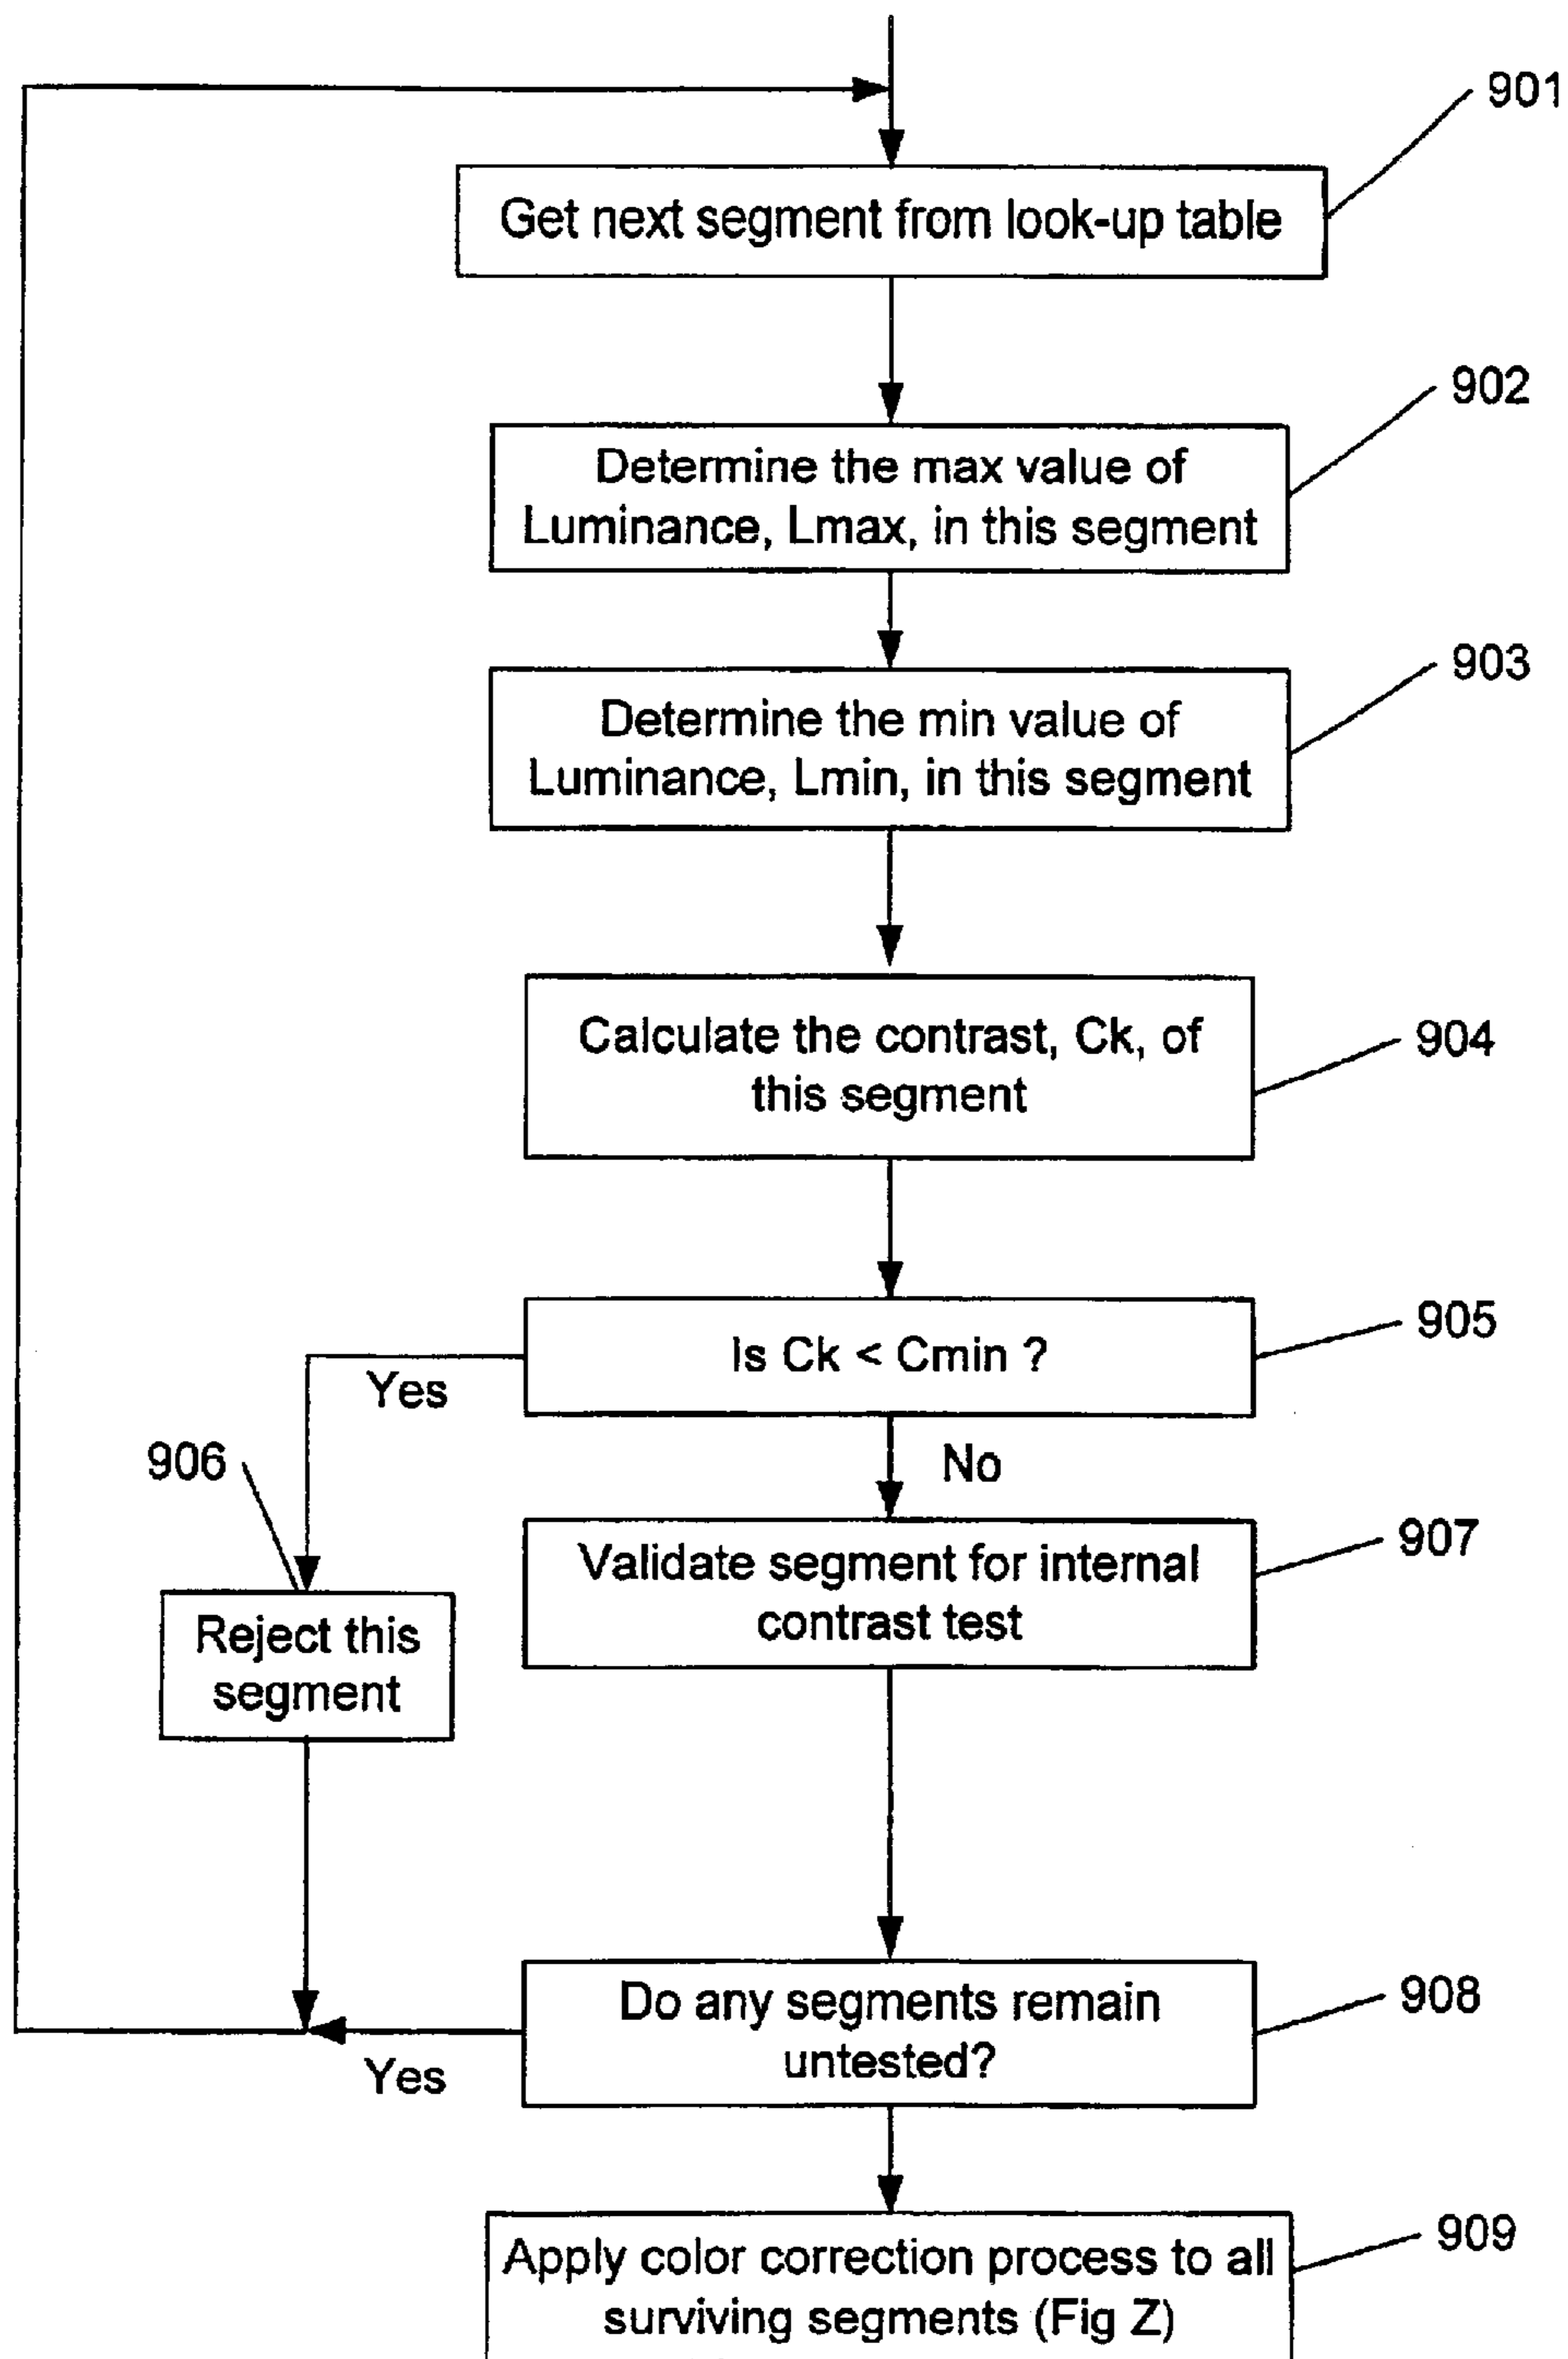 901
Get next segment from look-up table
902
Determine the max value of
Luminance, Lmax, in this segment
903
Determine the min value of
Luminance, Lmin, in this segment
904
Calculate the contrast, Ck, of
this segment
905
Is Ck < Cmin ?
Yes
No
906
Reject this
segment
907
Validate segment for internal
contrast test
908
Do any segments remain
untested?
Yes
909
Apply color correction process to all
surviving segments (Fig Z)